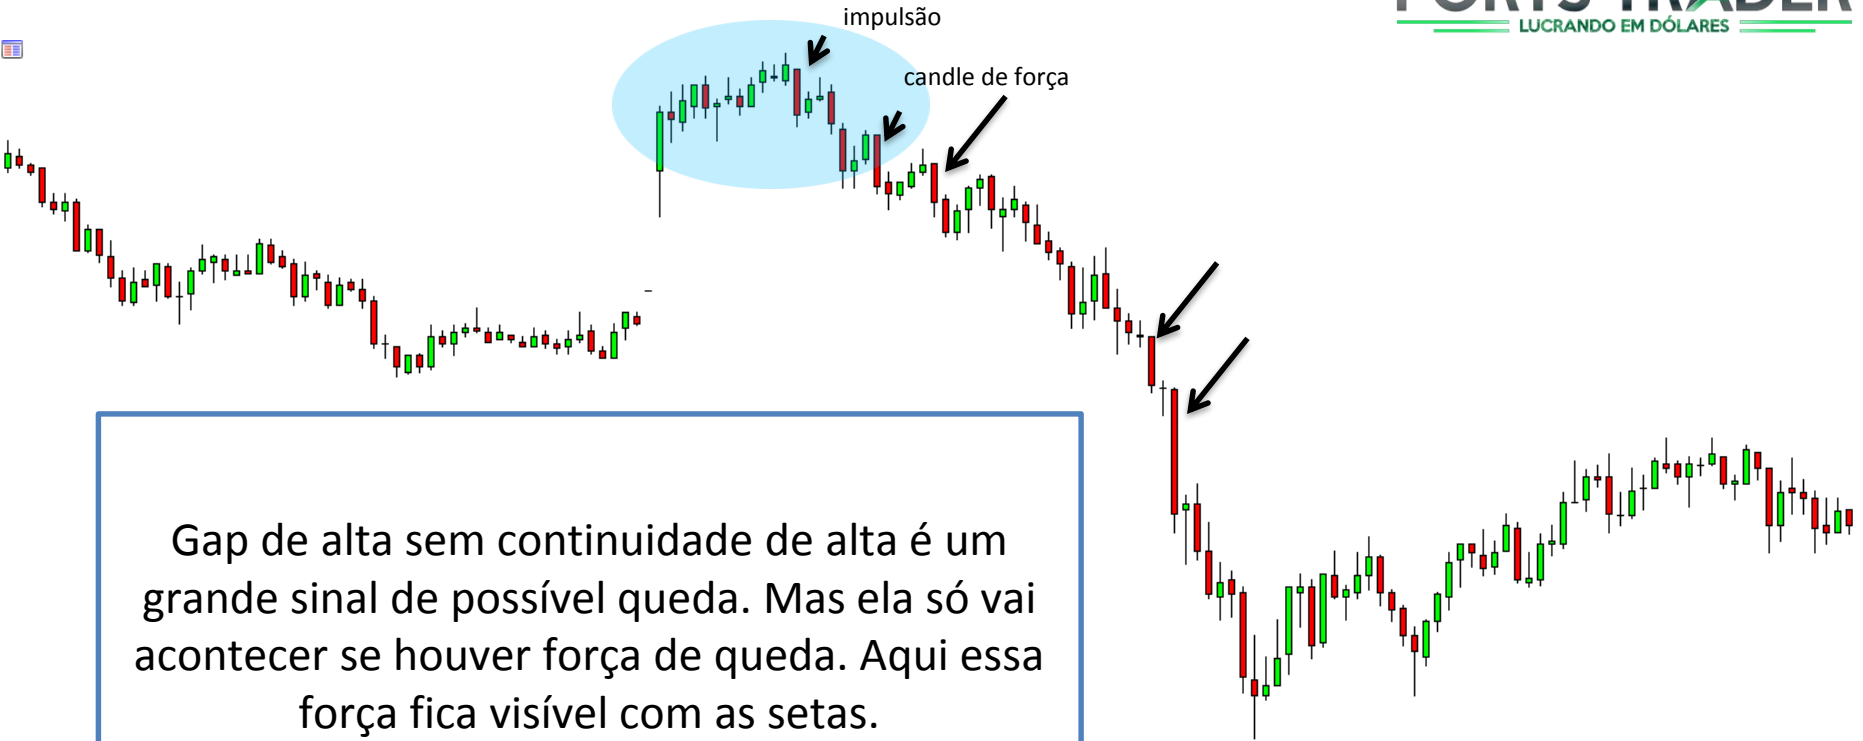 impulsão
TRADER
LUCRANDO EM DÓLARES
candle de força
Gap de alta sem continuidade de alta é um
grande sinal de possível queda. Mas ela só vai
acontecer se houver força de queda. Aqui essa
força fica visível com as setas.